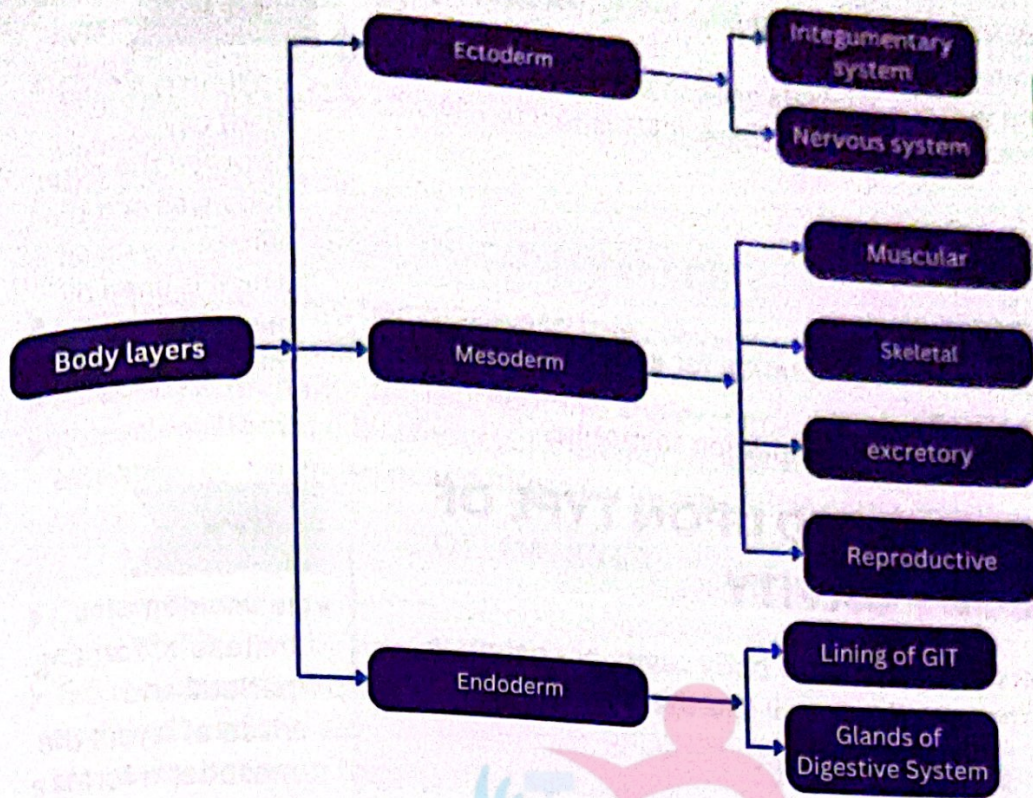 Ectoderm
Integumentary
system
Nervous system
Body layers
Mesoderm
Muscular
Skeletal
excretory
Reproductive
Endoderm
Lining of GIT
Glands of
Digestive System